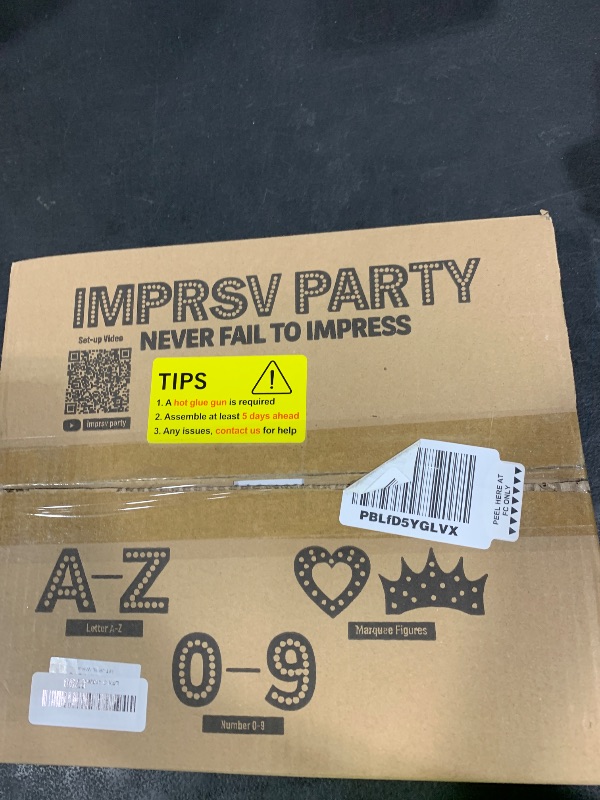 IMPRSV PARTY
NEVER FAIL TO IMPRESS
Set-up Video
imprsv party
TIPS
1. A hot glue gun is required
2. Assemble at least 5 days ahead
3. Any issues, contact us for help
PBLfD5YGLVX
PEEL HERE AT
FC ONLY
A-Z
Letter A-Z
Marquee Figures
0-9
Number 0-9